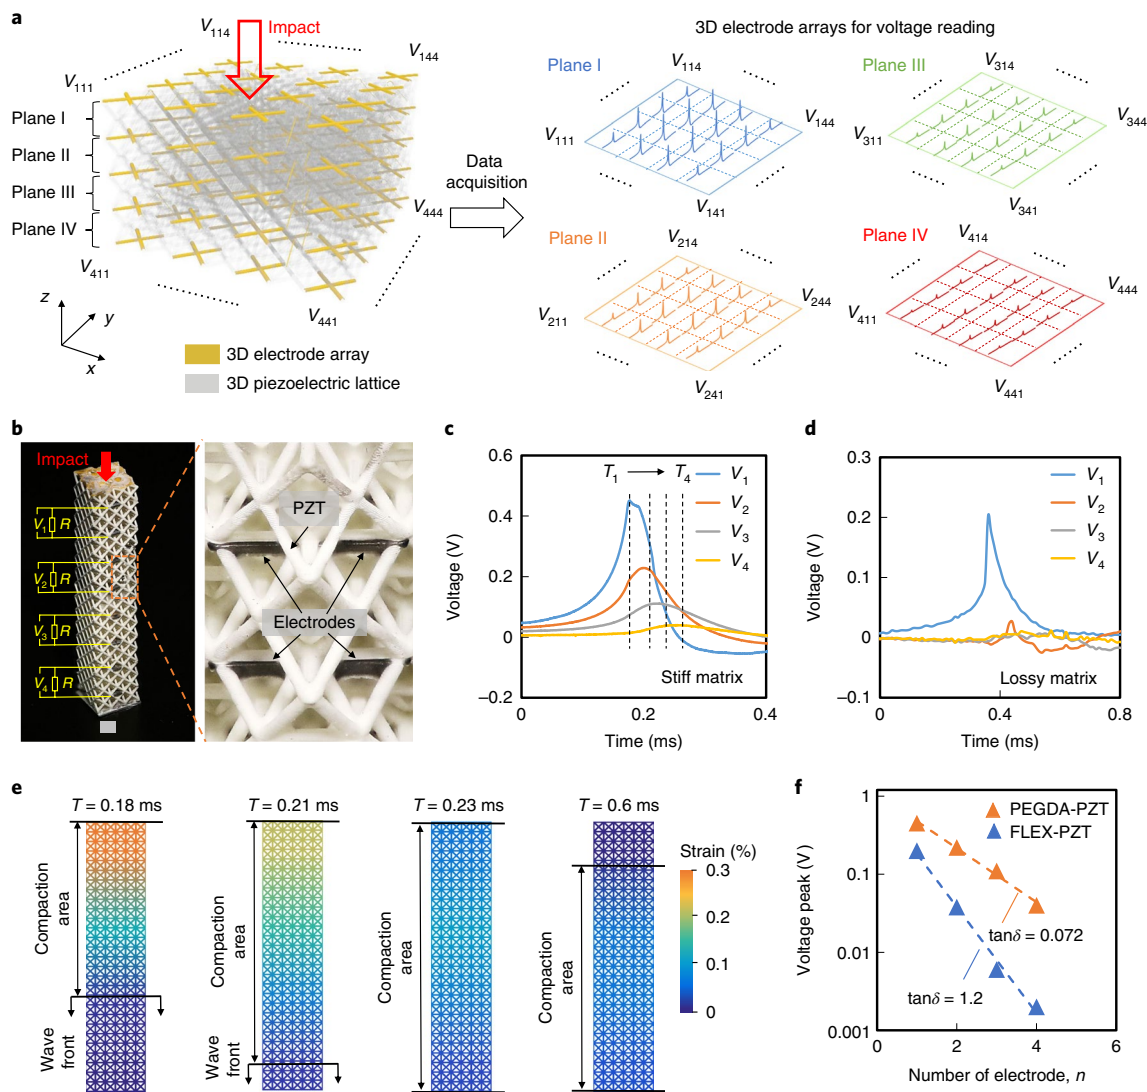 a
Impact
V114
V144
V111
Plane I
Plane II
Plane III
Plane IV
V411
V441
V444
z
y
x
3D electrode array
3D piezoelectric lattice
Data
acquisition
3D electrode arrays for voltage reading
Plane I
V114
V111
V144
V141
Plane III
V314
V311
V344
V341
Plane II
V214
V211
V244
V241
Plane IV
V414
V411
V444
V441
b
Impact
V1 R
V2 R
V3 R
V4 R
PZT
Electrodes
c
0.6
0.4
0.2
0
–0.2
Voltage (V)
T1
T4
V1
V2
V3
V4
Stiff matrix
0
0.2
0.4
Time (ms)
d
0.3
0.2
0.1
0
–0.1
Voltage (V)
V1
V2
V3
V4
Lossy matrix
0
0.4
0.8
Time (ms)
e
T = 0.18 ms
Compaction
area
Wave
front
T = 0.21 ms
Compaction
area
Wave
front
T = 0.23 ms
Compaction
area
T = 0.6 ms
Compaction
area
Strain (%)
0.3
0.2
0.1
0
f
1
0.1
0.01
0.001
Voltage peak (V)
PEGDA-PZT
FLEX-PZT
tanδ = 0.072
tanδ = 1.2
0
2
4
6
Number of electrode, n